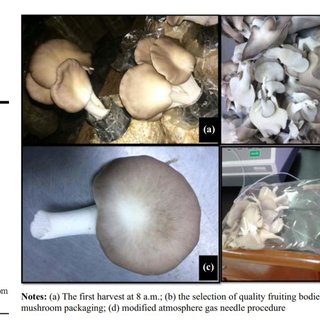 (a)
(c)
Notes: (a) The first harvest at 8 a.m.; (b) the selection of quality fruiting bodie
mushroom packaging; (d) modified atmosphere gas needle procedure